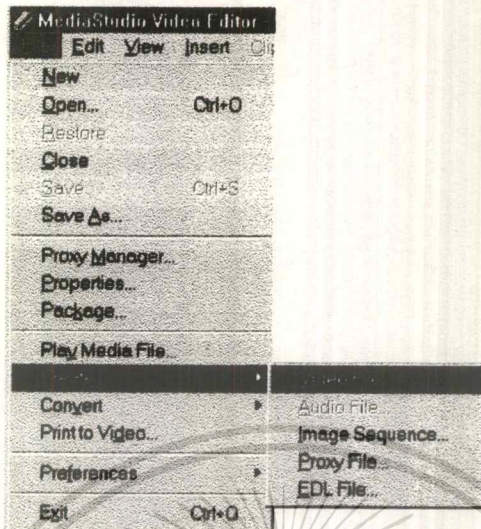 MediaStudio Video Editor
Edit View Insert
New
Open... Ctrl+O
Restore
Close
Save Ctrl+S
Save As...
Proxy Manager...
Properties...
Package...
Play Media File...
Convert
Audio File...
Print to Video...
Image Sequence...
Proxy File...
Preferences
EDL File...
Exit Ctrl+Q